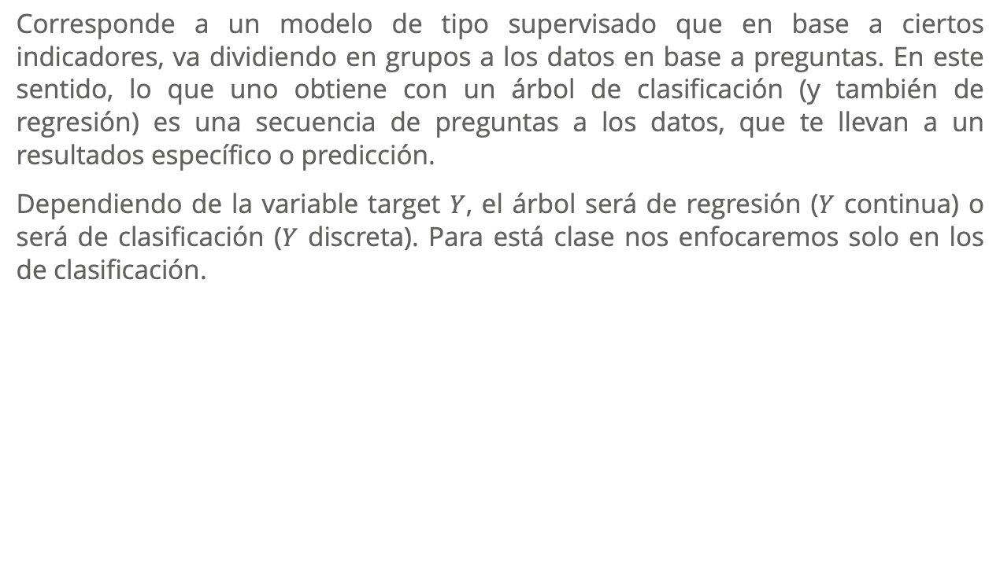 Corresponde a un modelo de tipo supervisado que en base a ciertos
indicadores, va dividiendo en grupos a los datos en base a preguntas. En este
sentido, lo que uno obtiene con un árbol de clasificación (y también de
regresión) es una secuencia de preguntas a los datos, que te llevan a un
resultados específico o predicción.
Dependiendo de la variable target Y, el árbol será de regresión (Y continua) o
será de clasificación (Y discreta). Para está clase nos enfocaremos solo en los
de clasificación.